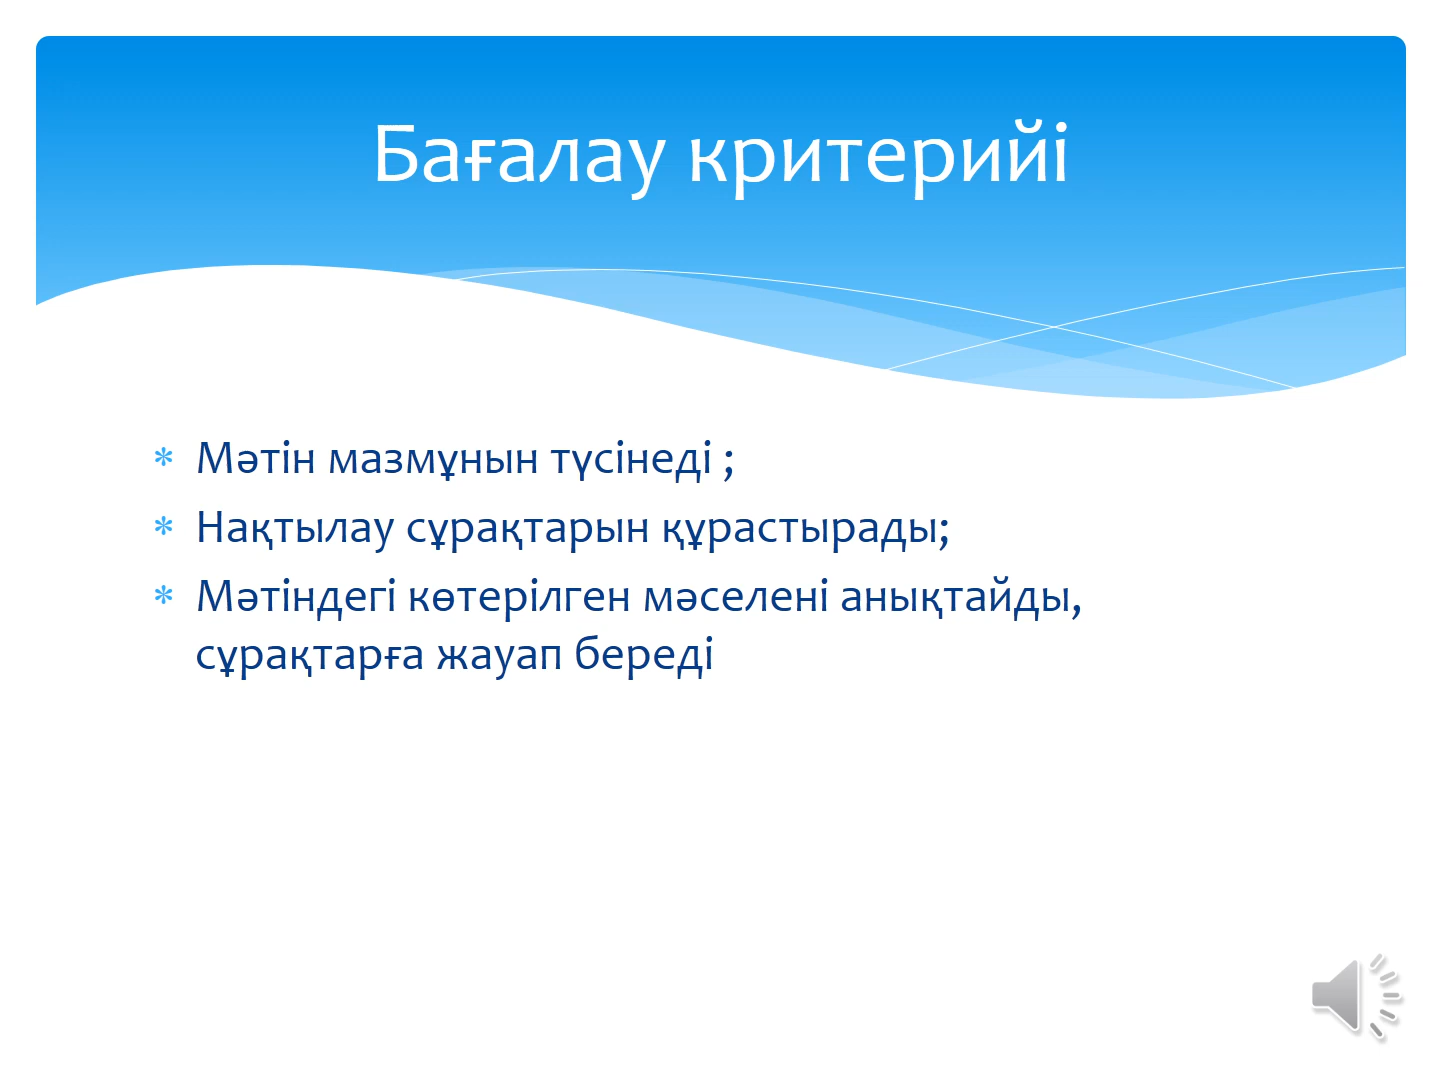 Бағалау критерийі
Мәтін мазмұнын түсінеді ;
Нақтылау сұрақтарын құрастырады;
Мәтіндегі көтерілген мәселені анықтайды,
сұрақтарға жауап береді